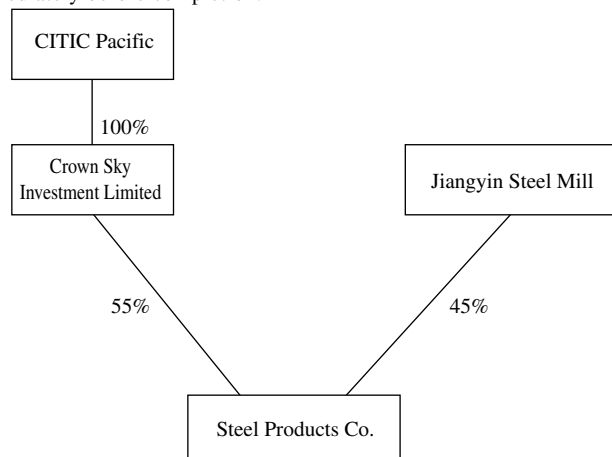 CITIC Pacific
100%
Crown Sky
Investment Limited
Jiangyin Steel Mill
55%
45%
Steel Products Co.